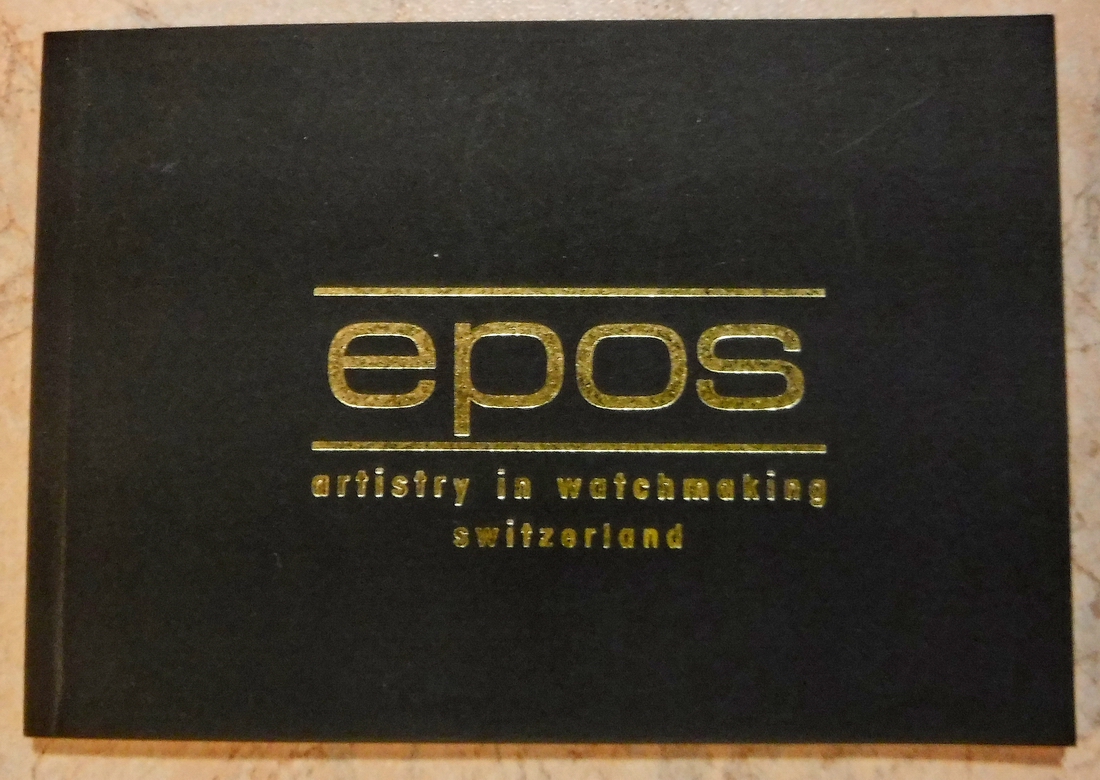 epos
artistry in watchmaking
switzerland